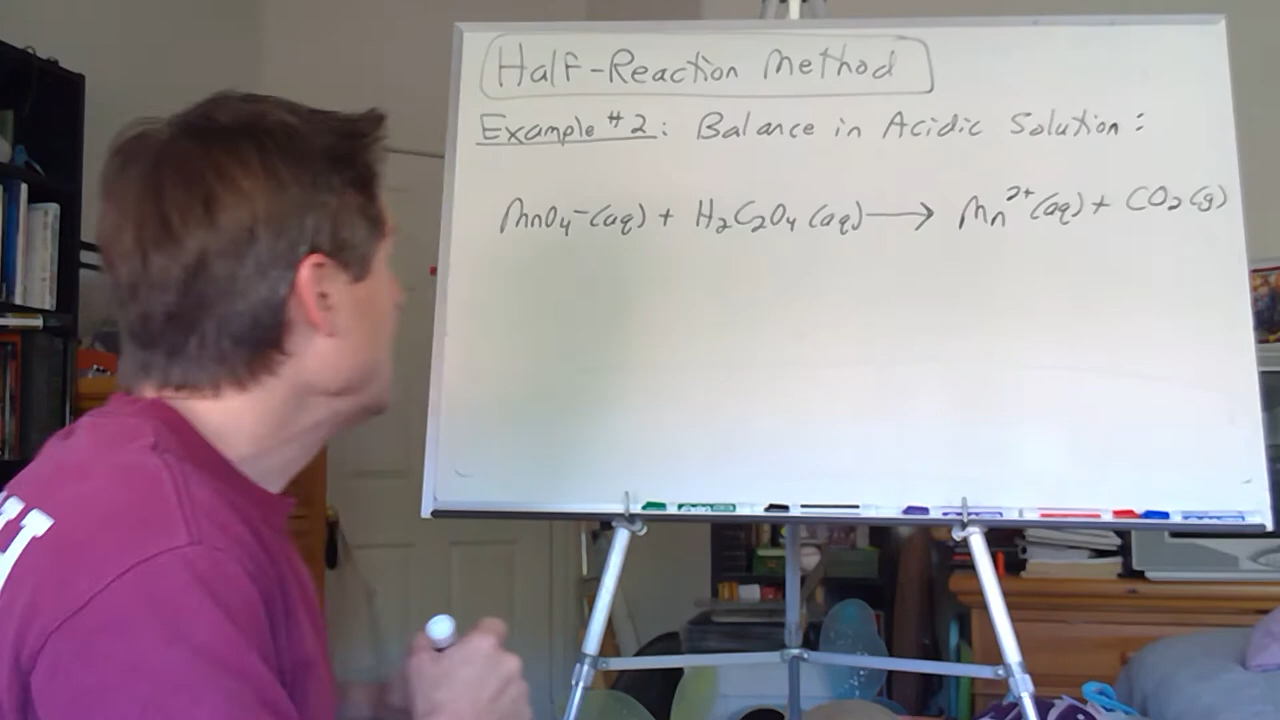 Half-Reaction Method
Example #2: Balance in Acidic Solution:
MnO₄⁻(aq) + H₂C₂O₄(aq) ⟶ Mn²⁺(aq) + CO₂(g)